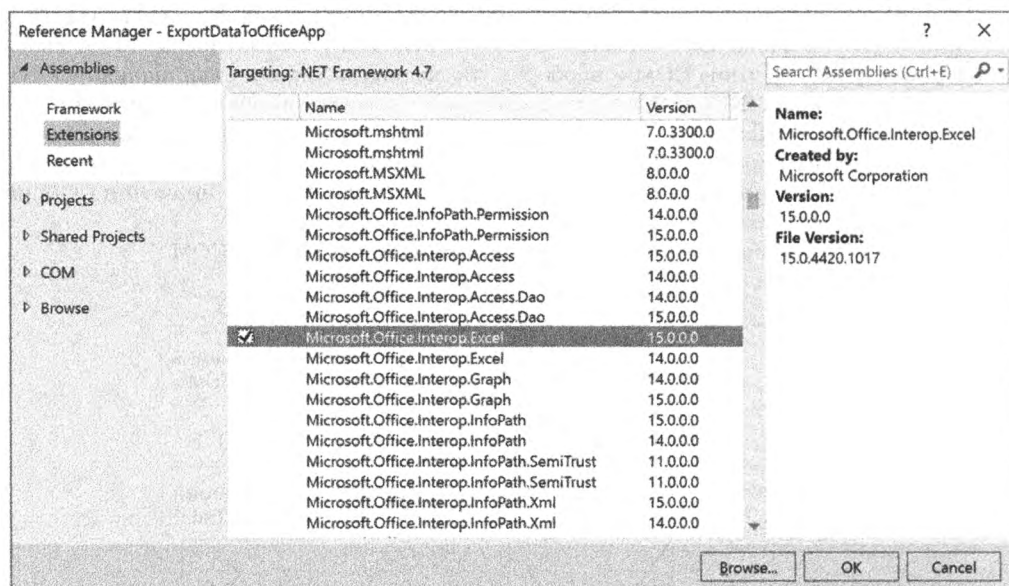 Reference Manager - ExportDataToOfficeApp ? ×
Assemblies
Framework
Extensions
Recent
Projects
Shared Projects
COM
Browse
Targeting: .NET Framework 4.7
Name Version
Microsoft.mshtml 7.0.3300.0
Microsoft.mshtml 7.0.3300.0
Microsoft.MSXML 8.0.0.0
Microsoft.MSXML 8.0.0.0
Microsoft.Office.InfoPath.Permission 14.0.0.0
Microsoft.Office.InfoPath.Permission 15.0.0.0
Microsoft.Office.Interop.Access 15.0.0.0
Microsoft.Office.Interop.Access 14.0.0.0
Microsoft.Office.Interop.Access.Dao 14.0.0.0
Microsoft.Office.Interop.Access.Dao 15.0.0.0
Microsoft.Office.Interop.Excel 15.0.0.0
Microsoft.Office.Interop.Excel 14.0.0.0
Microsoft.Office.Interop.Graph 14.0.0.0
Microsoft.Office.Interop.Graph 15.0.0.0
Microsoft.Office.Interop.InfoPath 15.0.0.0
Microsoft.Office.Interop.InfoPath 14.0.0.0
Microsoft.Office.Interop.InfoPath.SemiTrust 11.0.0.0
Microsoft.Office.Interop.InfoPath.SemiTrust 11.0.0.0
Microsoft.Office.Interop.InfoPath.Xml 15.0.0.0
Microsoft.Office.Interop.InfoPath.Xml 14.0.0.0
Search Assemblies (Ctrl+E)
Name:
Microsoft.Office.Interop.Excel
Created by:
Microsoft Corporation
Version:
15.0.0.0
File Version:
15.0.4420.1017
Browse... OK Cancel